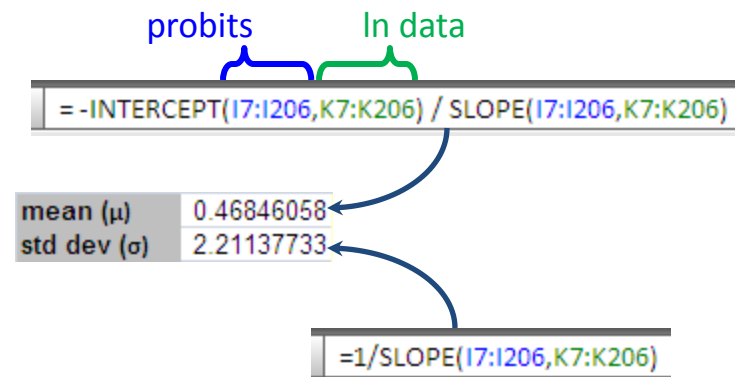 probits ln data
= -INTERCEPT(I7:I206,K7:K206) / SLOPE(I7:I206,K7:K206)
mean (μ) 0.46846058
std dev (σ) 2.21137733
=1/SLOPE(I7:I206,K7:K206)